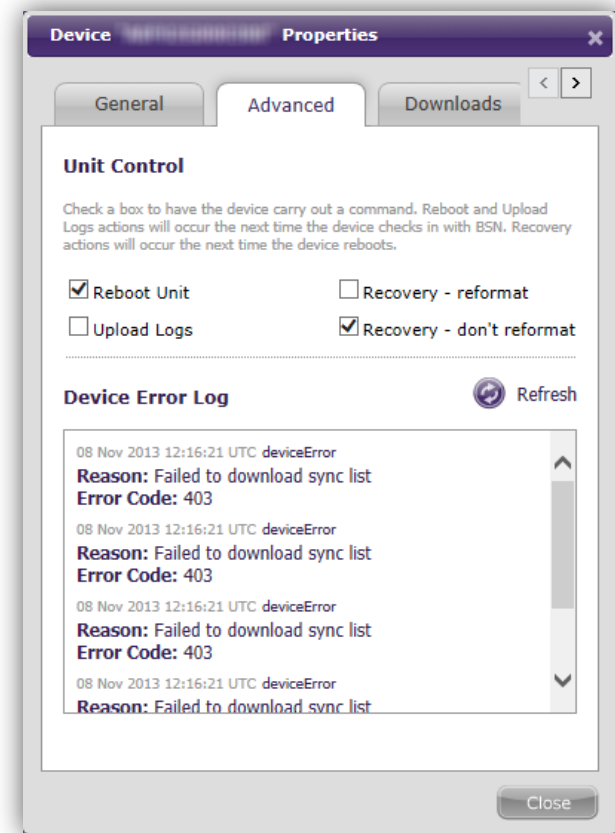 Device Properties
General Advanced Downloads
Unit Control
Check a box to have the device carry out a command. Reboot and Upload
Logs actions will occur the next time the device checks in with BSN. Recovery
actions will occur the next time the device reboots.
Reboot Unit Recovery - reformat
Upload Logs Recovery - don't reformat
Device Error Log Refresh
08 Nov 2013 12:16:21 UTC deviceError
Reason: Failed to download sync list
Error Code: 403
08 Nov 2013 12:16:21 UTC deviceError
Reason: Failed to download sync list
Error Code: 403
08 Nov 2013 12:16:21 UTC deviceError
Reason: Failed to download sync list
Error Code: 403
08 Nov 2013 12:16:21 UTC deviceError
Reason: Failed to download sync list
Close